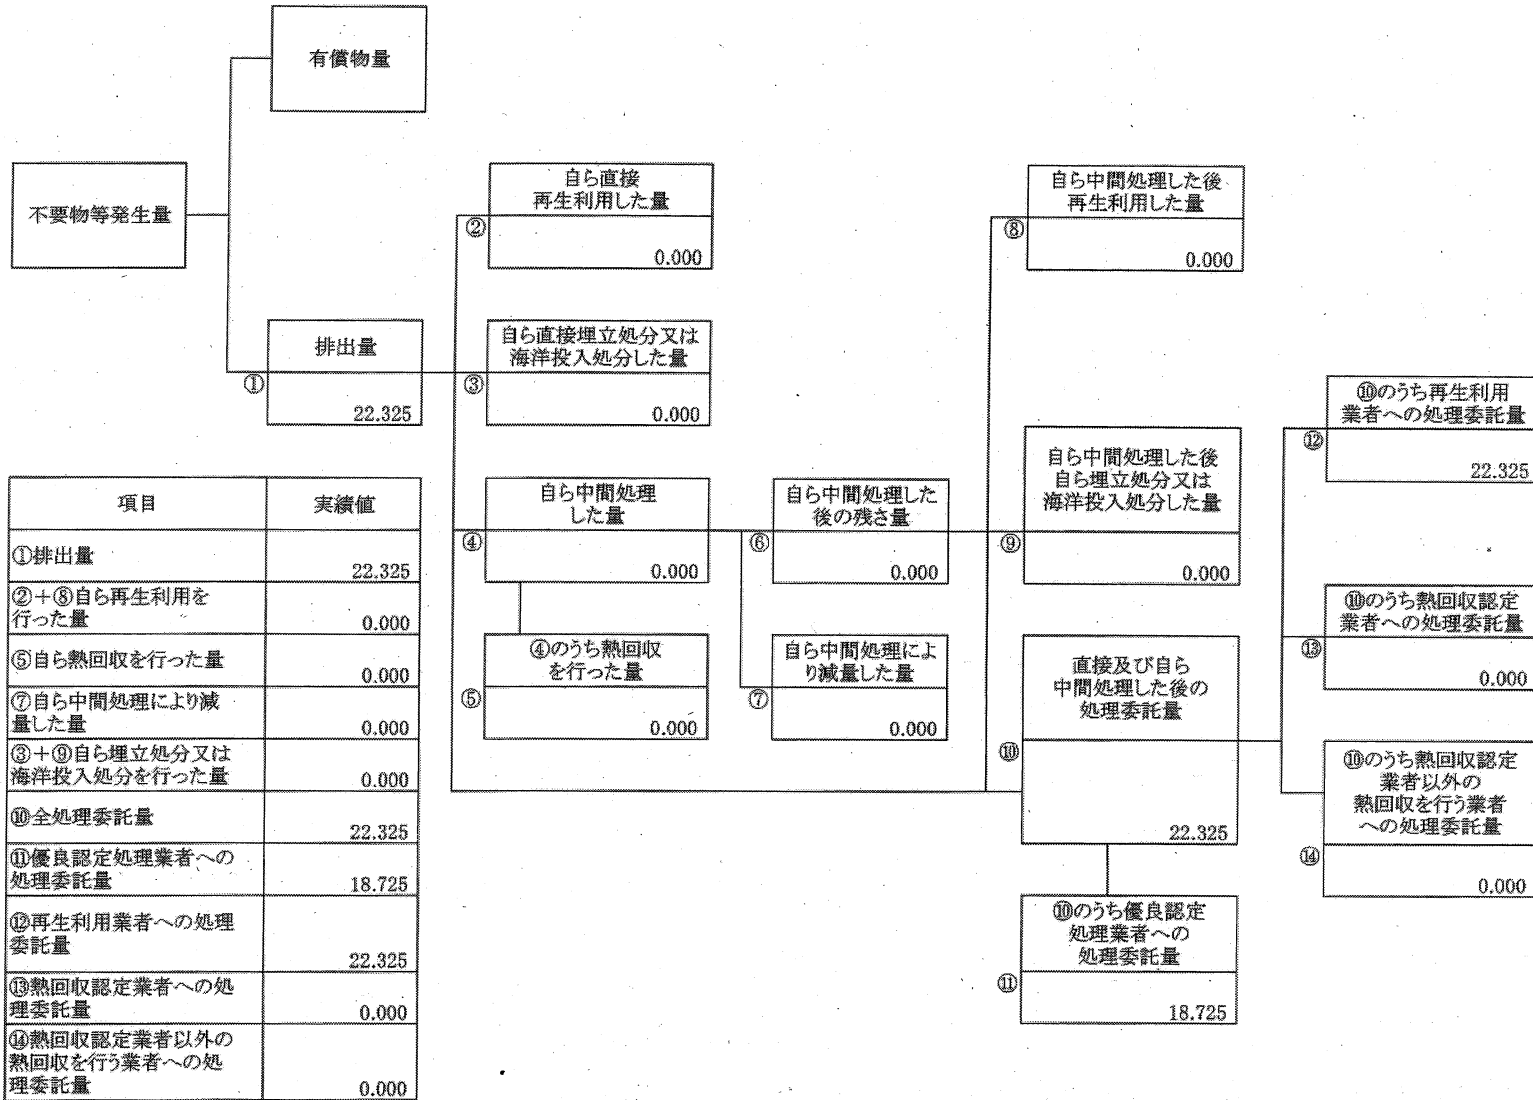 有償物量
不要物等発生量
排出量
①
22.325
自ら直接
再生利用した量
②
0.000
自ら直接埋立処分又は
海洋投入処分した量
③
0.000
自ら中間処理
した量
④
0.000
④のうち熱回収
を行った量
⑤
0.000
自ら中間処理した
後の残さ量
⑥
0.000
自ら中間処理によ
り減量した量
⑦
0.000
自ら中間処理した後
再生利用した量
⑧
0.000
自ら中間処理した後
自ら埋立処分又は
海洋投入処分した量
⑨
0.000
直接及び自ら
中間処理した後の
処理委託量
⑩
22.325
⑩のうち優良認定
処理業者への
処理委託量
⑪
18.725
⑩のうち再生利用
業者への処理委託量
⑫
22.325
⑩のうち熱回収認定
業者への処理委託量
⑬
0.000
⑩のうち熱回収認定
業者以外の
熱回収を行う業者
への処理委託量
⑭
0.000
項目 実績値
①排出量 22.325
②+⑧自ら再生利用を
行った量 0.000
⑤自ら熱回収を行った量 0.000
⑦自ら中間処理により減
量した量 0.000
③+⑨自ら埋立処分又は
海洋投入処分を行った量 0.000
⑩全処理委託量 22.325
⑪優良認定処理業者への
処理委託量 18.725
⑫再生利用業者への処理
委託量 22.325
⑬熱回収認定業者への処
理委託量 0.000
⑭熱回収認定業者以外の
熱回収を行う業者への処
理委託量 0.000